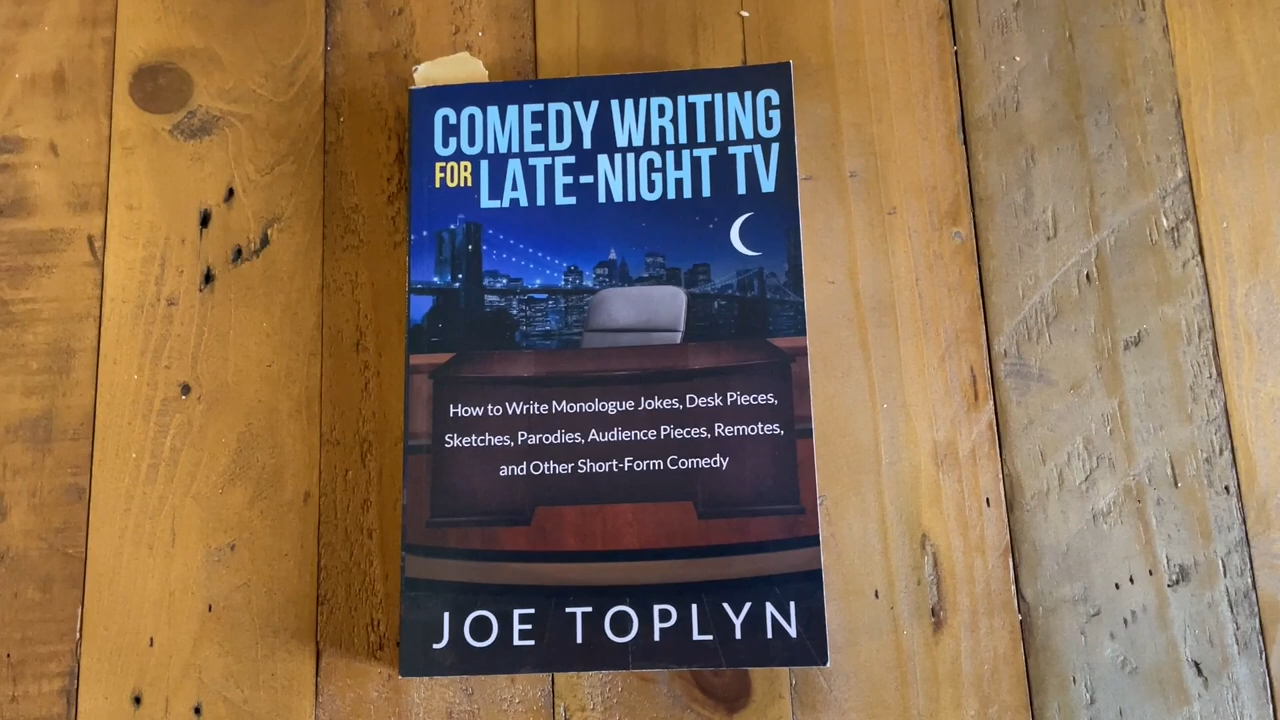 COMEDY WRITING
FOR LATE-NIGHT TV
How to Write Monologue Jokes, Desk Pieces,
Sketches, Parodies, Audience Pieces, Remotes,
and Other Short-Form Comedy
JOE TOPLYN